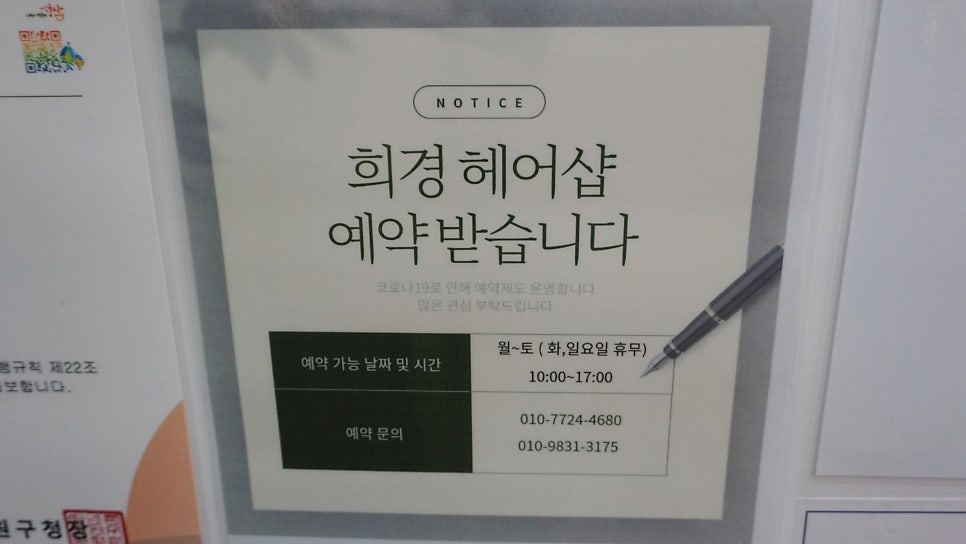 성남
NOTICE
희경 헤어샵
예약 받습니다
코로나19로 인해 예약제도 운영합니다
많은 관심 부탁드립니다
예약 가능 날짜 및 시간
월~토 ( 화,일요일 휴무)
10:00~17:00
예약 문의
010-7724-4680
010-9831-3175
행규칙 제22조
보합니다.
원구청장